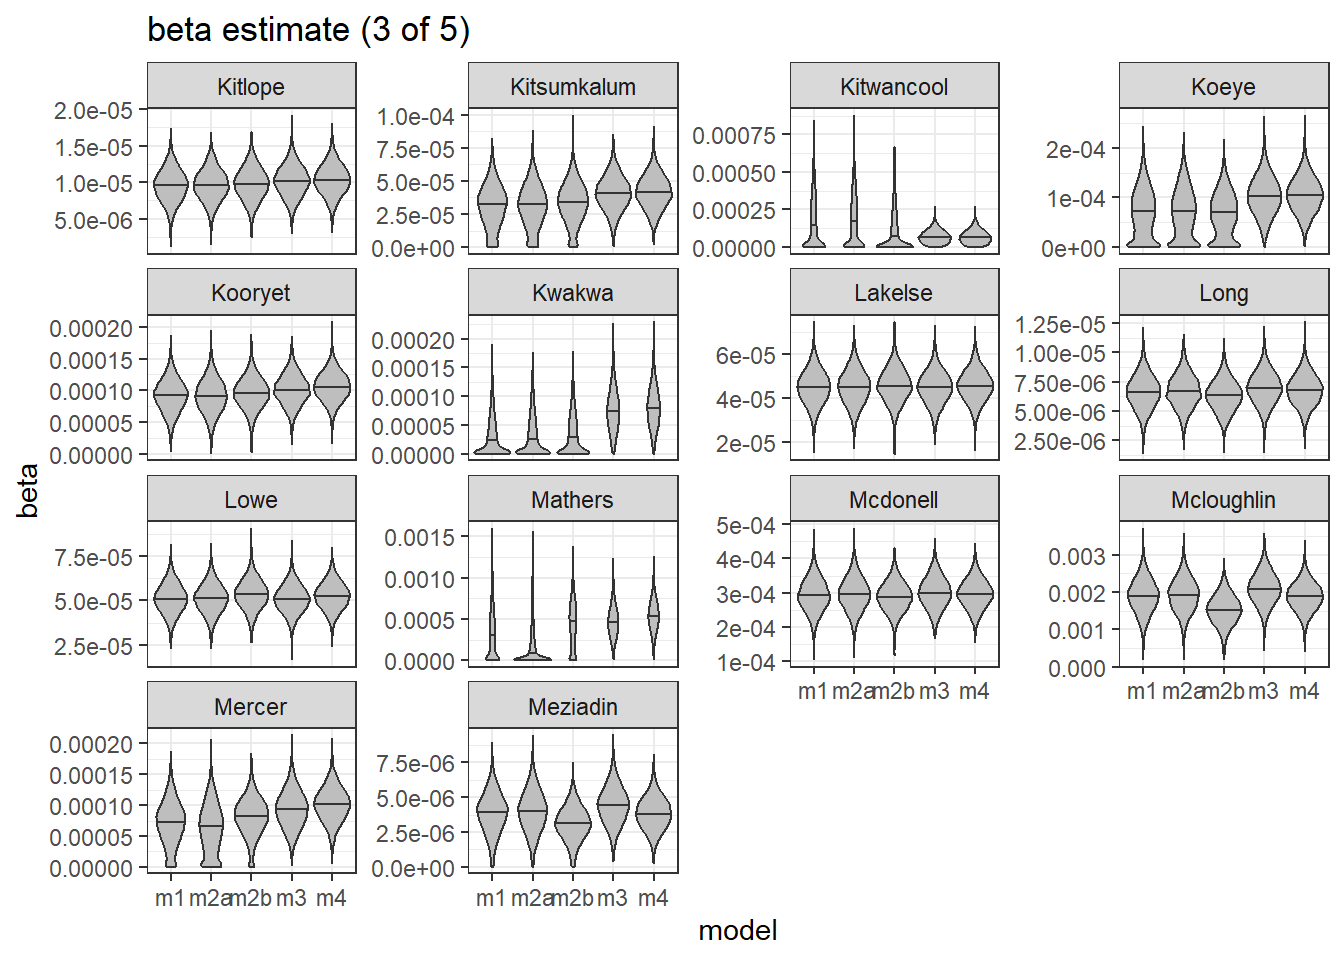 beta estimate (3 of 5)
Kitlope
Kitsumkalum
Kitwancool
Koeye
2.0e-05
1.5e-05
1.0e-05
5.0e-06
1.0e-04
7.5e-05
5.0e-05
2.5e-05
0.0e+00
0.00075
0.00050
0.00025
0.00000
2e-04
1e-04
0e+00
Kooryet
Kwakwa
Lakelse
Long
0.00020
0.00015
0.00010
0.00005
0.00000
0.00020
0.00015
0.00010
0.00005
0.00000
6e-05
4e-05
2e-05
1.25e-05
1.00e-05
7.50e-06
5.00e-06
2.50e-06
Lowe
Mathers
Mcdonell
Mcloughlin
7.5e-05
5.0e-05
2.5e-05
0.0015
0.0010
0.0005
0.0000
5e-04
4e-04
3e-04
2e-04
1e-04
0.003
0.002
0.001
0.000
m1 m2a m2b m3 m4
m1 m2a m2b m3 m4
Mercer
Meziadin
0.00020
0.00015
0.00010
0.00005
0.00000
7.5e-06
5.0e-06
2.5e-06
0.0e+00
m1 m2a m2b m3 m4
m1 m2a m2b m3 m4
beta
model